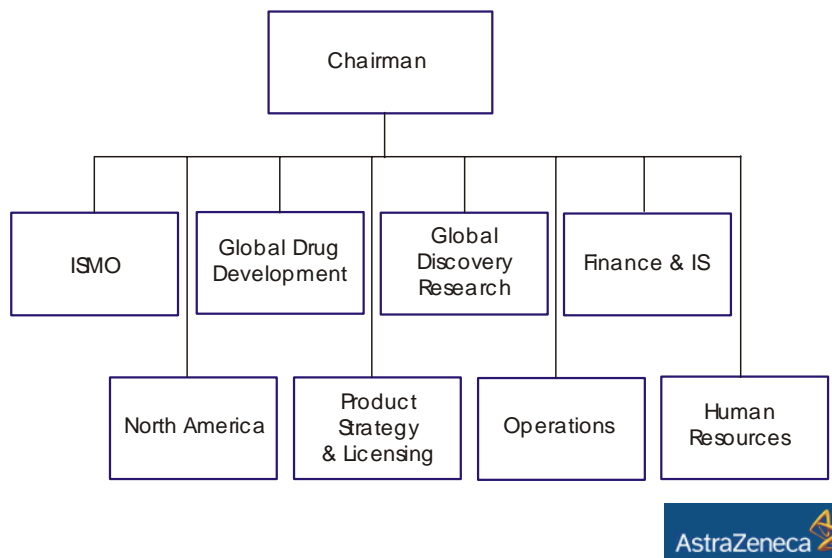 Chairman
ISMO
Global Drug
Development
Global
Discovery
Research
Finance & IS
North America
Product
Strategy
& Licensing
Operations
Human
Resources
AstraZeneca